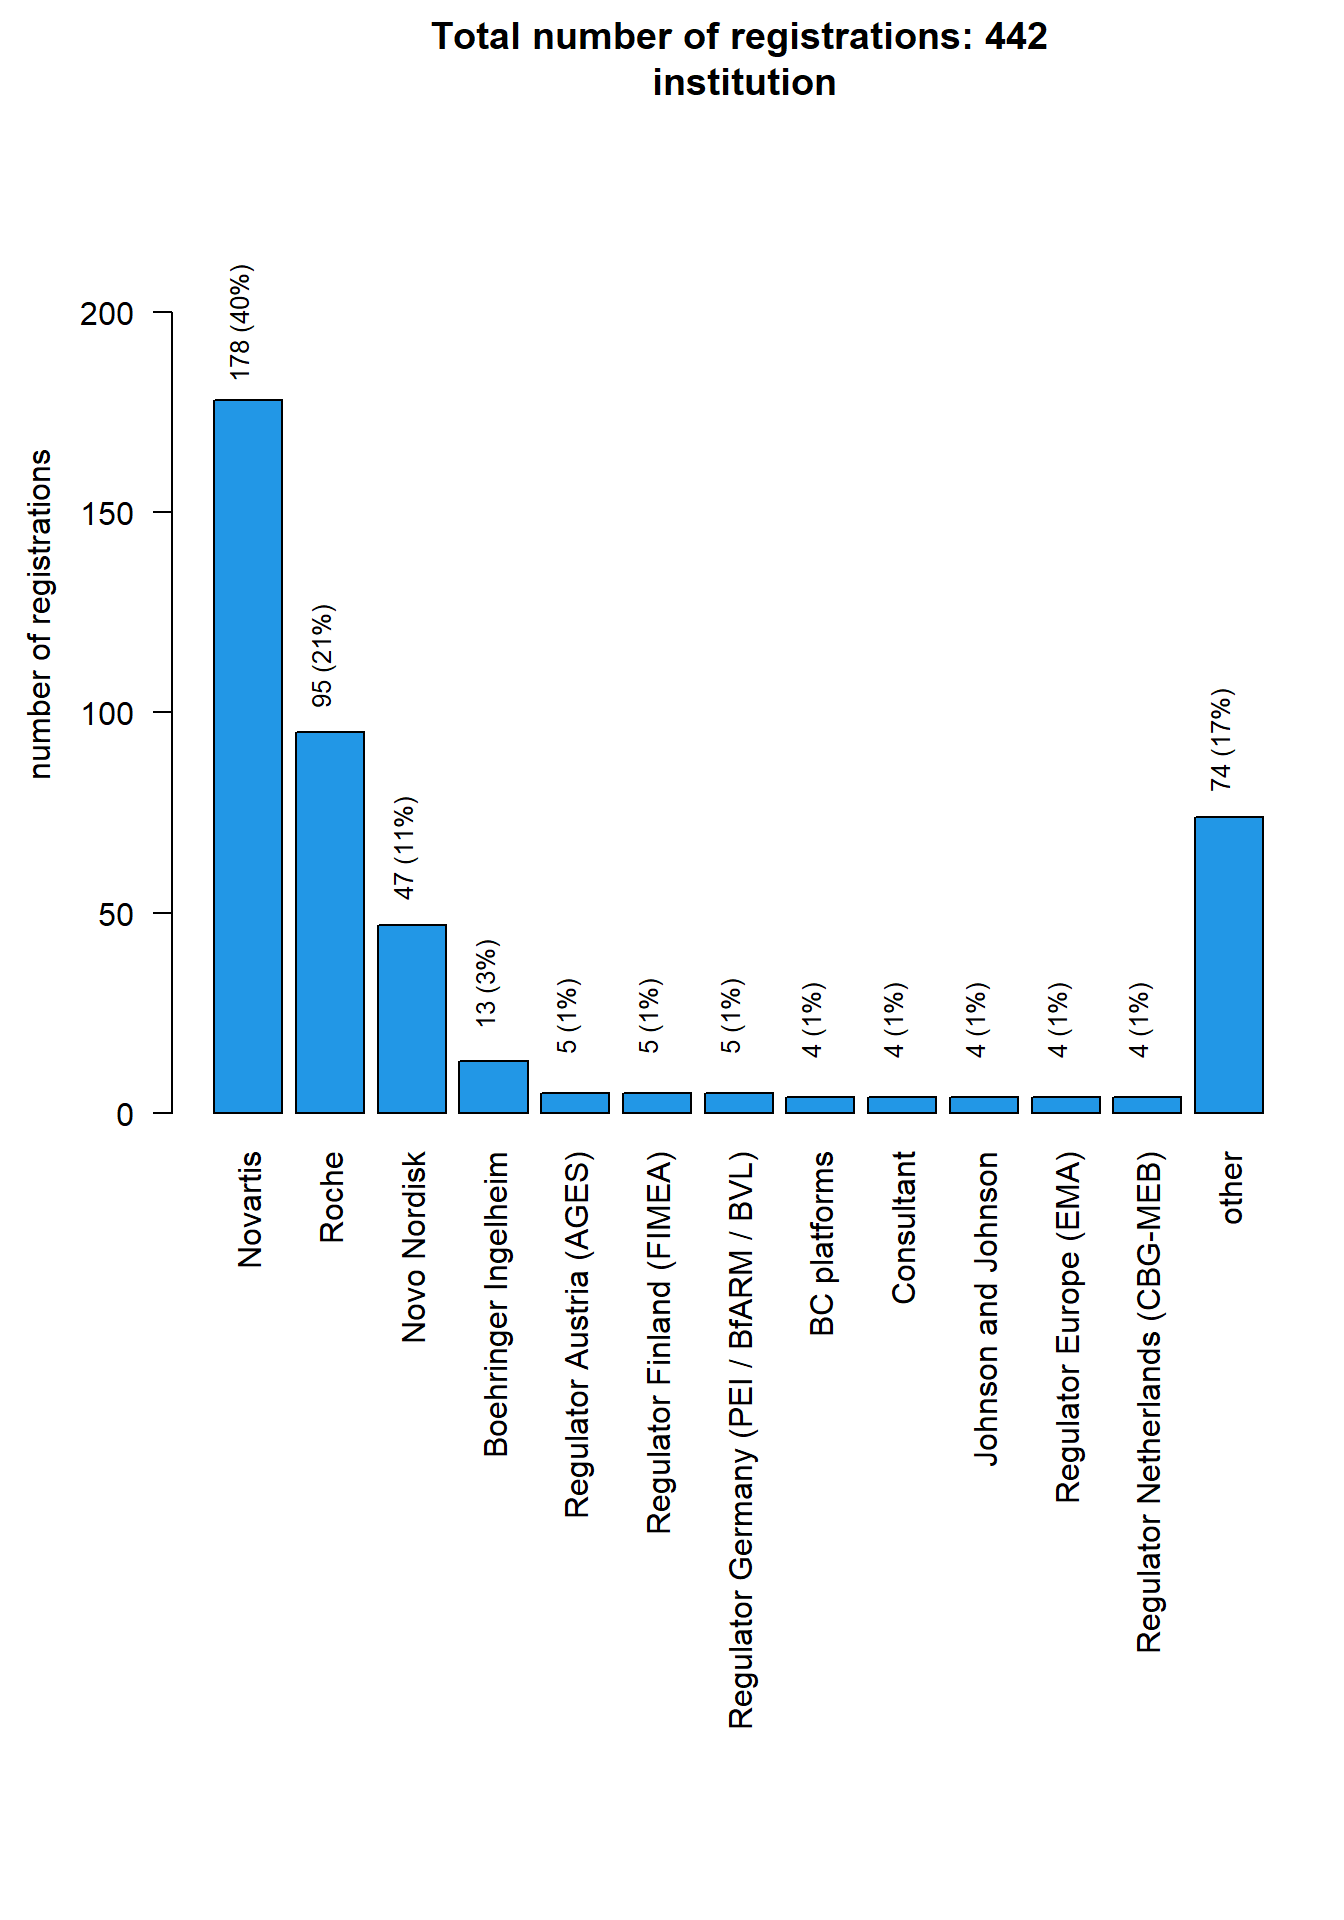 Total number of registrations: 442
institution
number of registrations
200
150
100
50
0
178 (40%)
95 (21%)
47 (11%)
13 (3%)
5 (1%)
5 (1%)
5 (1%)
4 (1%)
4 (1%)
4 (1%)
4 (1%)
4 (1%)
74 (17%)
Novartis
Roche
Novo Nordisk
Boehringer Ingelheim
Regulator Austria (AGES)
Regulator Finland (FIMEA)
Regulator Germany (PEI / BfARM / BVL)
BC platforms
Consultant
Johnson and Johnson
Regulator Europe (EMA)
Regulator Netherlands (CBG-MEB)
other